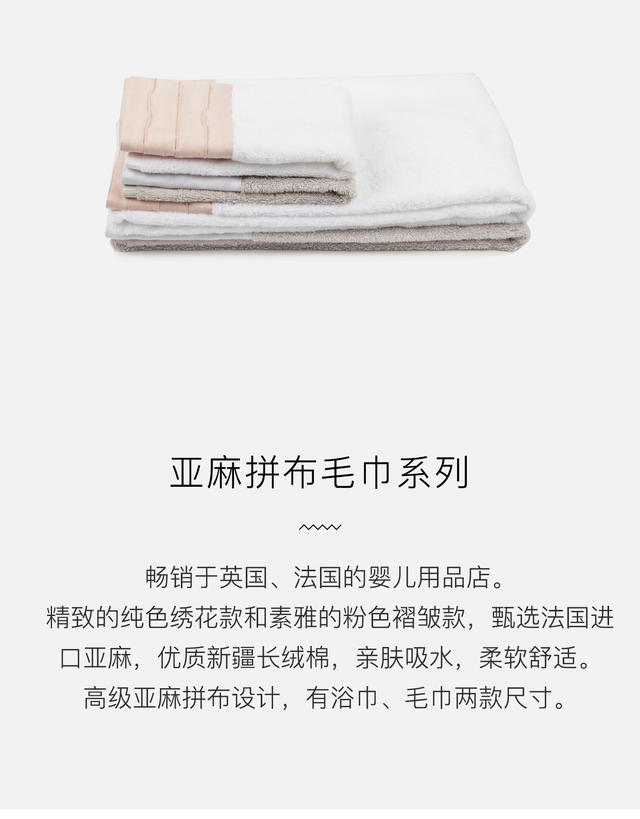 亚麻拼布毛巾系列
畅销于英国、法国的婴儿用品店。
精致的纯色绣花款和素雅的粉色褶皱款，甄选法国进
口亚麻，优质新疆长绒棉，亲肤吸水，柔软舒适。
高级亚麻拼布设计，有浴巾、毛巾两款尺寸。